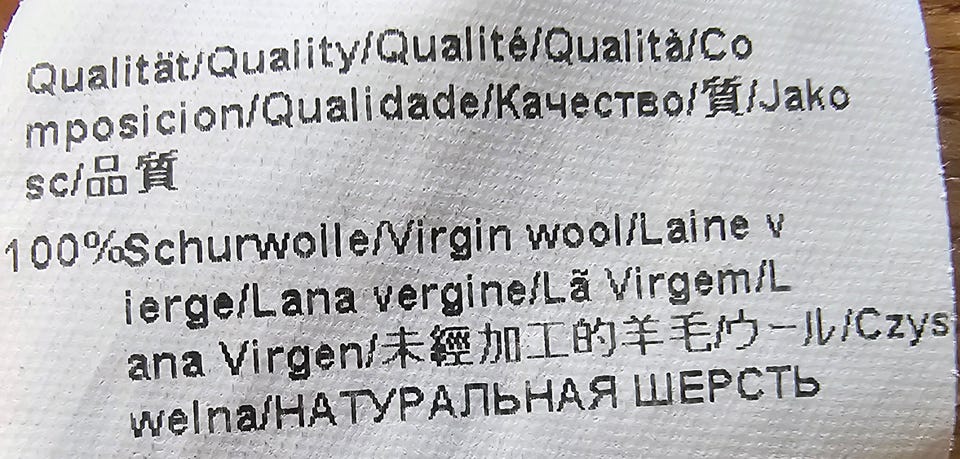 Qualität/Quality/Qualité/Qualità/Co
mposicion/Qualidade/Качество/質/Jako
sc/品質
100%Schurwolle/Virgin wool/Laine v
ierge/Lana vergine/Lã Virgem/L
ana Virgen/未經加工的羊毛/ウール/Czys
welna/НАТУРАЛЬНАЯ ШЕРСТЬ